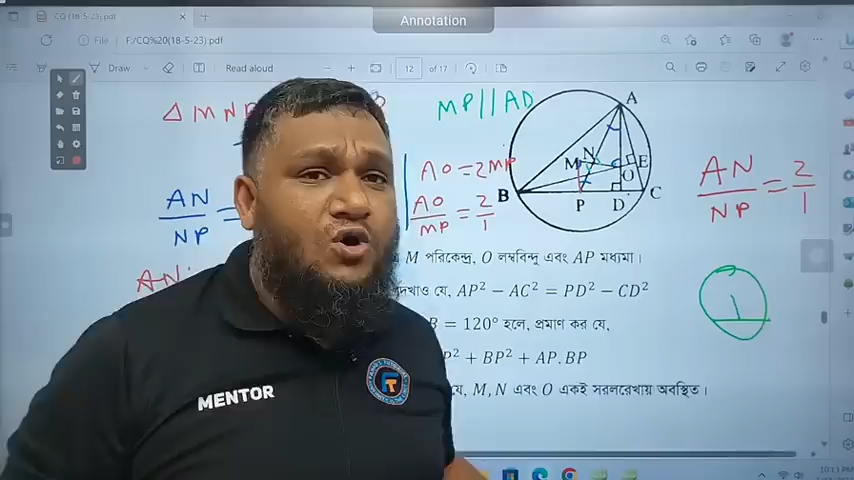 Annotation
CQ (18-5-23).pdf
File
F:/CQ%20(18-5-23).pdf
Draw
Read aloud
12 of 17
MP||AD
AO = 2MP
AO/MP = 2/1
AN/NP =
AN/NP = 2/1
A
M N E
O
B C
P D
M পরিকেন্দ্র, O লম্ববিন্দু এবং AP মধ্যমা।
দেখাও যে, AP² − AC² = PD² − CD²
B = 120° হলে, প্রমাণ কর যে,
P² + BP² + AP.BP
যে, M, N এবং O একই সরলরেখায় অবস্থিত।
MENTOR
10:13 PM